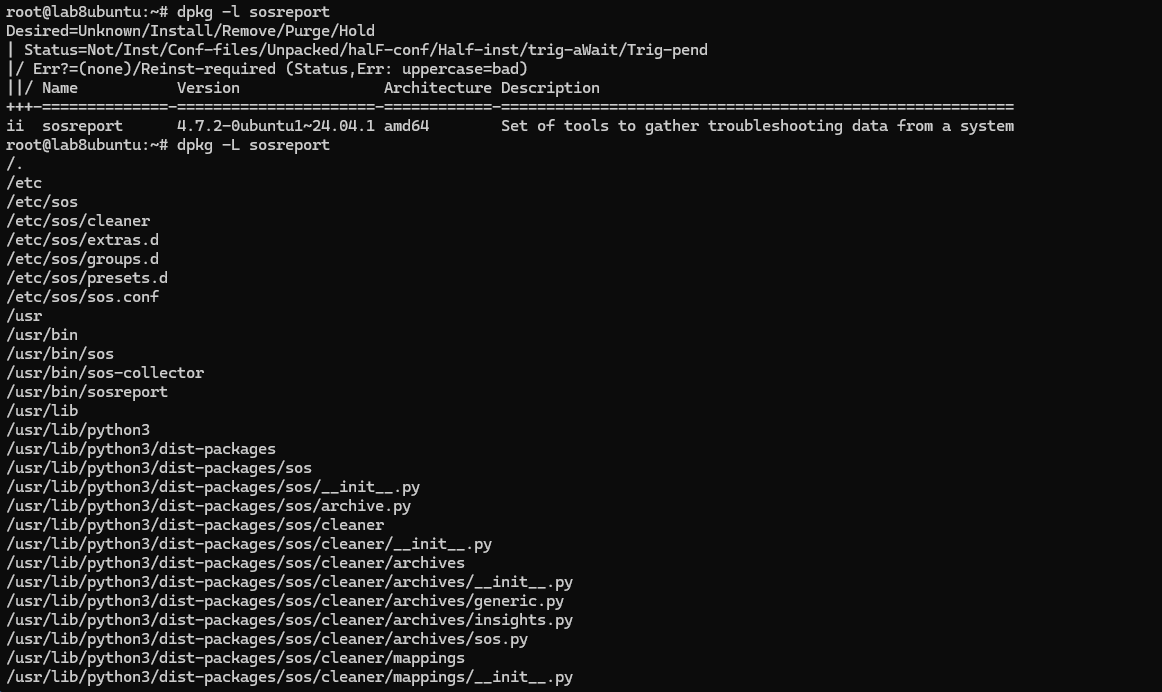 root@lab8ubuntu:~# dpkg -l sosreport
Desired=Unknown/Install/Remove/Purge/Hold
| Status=Not/Inst/Conf-files/Unpacked/halF-conf/Half-inst/trig-aWait/Trig-pend
|/ Err?=(none)/Reinst-required (Status,Err: uppercase=bad)
||/ Name           Version               Architecture Description
+++-==============-======================-============-=========================================================
ii  sosreport      4.7.2-0ubuntu1~24.04.1 amd64        Set of tools to gather troubleshooting data from a system
root@lab8ubuntu:~# dpkg -L sosreport
/.
/etc
/etc/sos
/etc/sos/cleaner
/etc/sos/extras.d
/etc/sos/groups.d
/etc/sos/presets.d
/etc/sos/sos.conf
/usr
/usr/bin
/usr/bin/sos
/usr/bin/sos-collector
/usr/bin/sosreport
/usr/lib
/usr/lib/python3
/usr/lib/python3/dist-packages
/usr/lib/python3/dist-packages/sos
/usr/lib/python3/dist-packages/sos/__init__.py
/usr/lib/python3/dist-packages/sos/archive.py
/usr/lib/python3/dist-packages/sos/cleaner
/usr/lib/python3/dist-packages/sos/cleaner/__init__.py
/usr/lib/python3/dist-packages/sos/cleaner/archives
/usr/lib/python3/dist-packages/sos/cleaner/archives/__init__.py
/usr/lib/python3/dist-packages/sos/cleaner/archives/generic.py
/usr/lib/python3/dist-packages/sos/cleaner/archives/insights.py
/usr/lib/python3/dist-packages/sos/cleaner/archives/sos.py
/usr/lib/python3/dist-packages/sos/cleaner/mappings
/usr/lib/python3/dist-packages/sos/cleaner/mappings/__init__.py